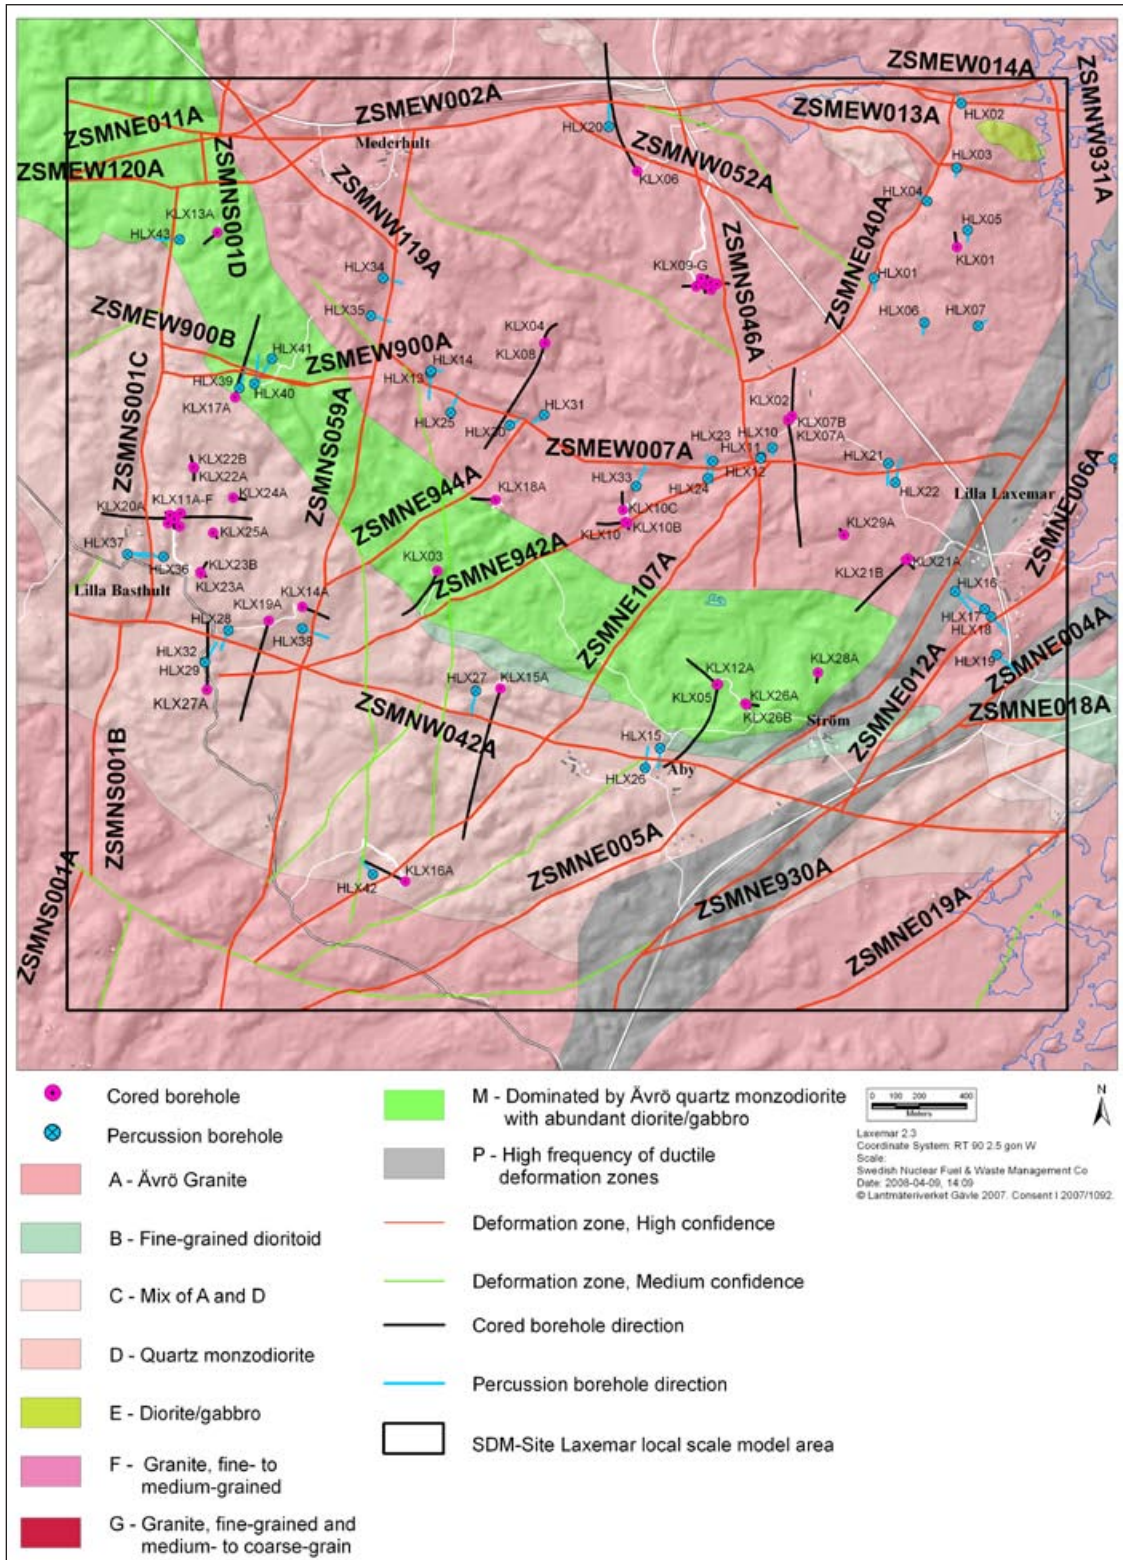 ZSMEW014A
ZSMNW931A
ZSMEW002A
ZSMNE011A
ZSMEW013A
HLX02
HLX20
Mederhult
ZSMEW120A
ZSMNS001D
ZSMNW052A
HLX03
KLX06
ZSMNW119A
HLX04
KLX13A
HLX43
HLX05
KLX01
ZSMNE040A
ZSMNS046A
KLX09-G
HLX34
HLX01
HLX35
HLX06
HLX07
ZSMEW900B
KLX04
KLX08
HLX41
ZSMEW900A
HLX14
HLX13
ZSMNS001C
HLX39
HLX40
KLX17A
ZSMNS059A
HLX25
HLX31
HLX30
KLX02
KLX07B
KLX07A
ZSMEW007A
HLX23
HLX10
HLX11
HLX12
HLX21
HLX22
KLX22B
KLX22A
HLX33
HLX24
ZSMNE944A
KLX18A
Lilla Laxemar
ZSMNE006A
KLX24A
KLX20A
KLX11A-F
KLX10C
KLX10
KLX10B
KLX25A
KLX29A
HLX37
HLX36
KLX03
ZSMNE942A
KLX21A
KLX21B
KLX23B
KLX23A
Lilla Basthult
ZSMNE107A
HLX16
KLX19A
KLX14A
HLX17
HLX18
HLX28
HLX38
HLX32
HLX29
HLX19
ZSMNE004A
KLX27A
HLX27
KLX15A
KLX12A
KLX28A
KLX05
KLX26A
KLX26B
Ström
ZSMNE012A
ZSMNE018A
ZSMNW042A
ZSMNS001B
HLX15
HLX26
Aby
ZSMNE005A
KLX16A
HLX42
ZSMNE930A
ZSMNS001A
ZSMNE019A
Cored borehole
Percussion borehole
A - Ävrö Granite
B - Fine-grained dioritoid
C - Mix of A and D
D - Quartz monzodiorite
E - Diorite/gabbro
F - Granite, fine- to
medium-grained
G - Granite, fine-grained and
medium- to coarse-grain
M - Dominated by Ävrö quartz monzodiorite
with abundant diorite/gabbro
P - High frequency of ductile
deformation zones
Deformation zone, High confidence
Deformation zone, Medium confidence
Cored borehole direction
Percussion borehole direction
SDM-Site Laxemar local scale model area
0 100 200 400
Meters
N
Laxemar 2.3
Coordinate System: RT 90 2.5 gon W
Scale:
Swedish Nuclear Fuel & Waste Management Co
Date: 2008-04-09, 14:09
© Lantmäteriverket Gävle 2007. Consent I 2007/1092.